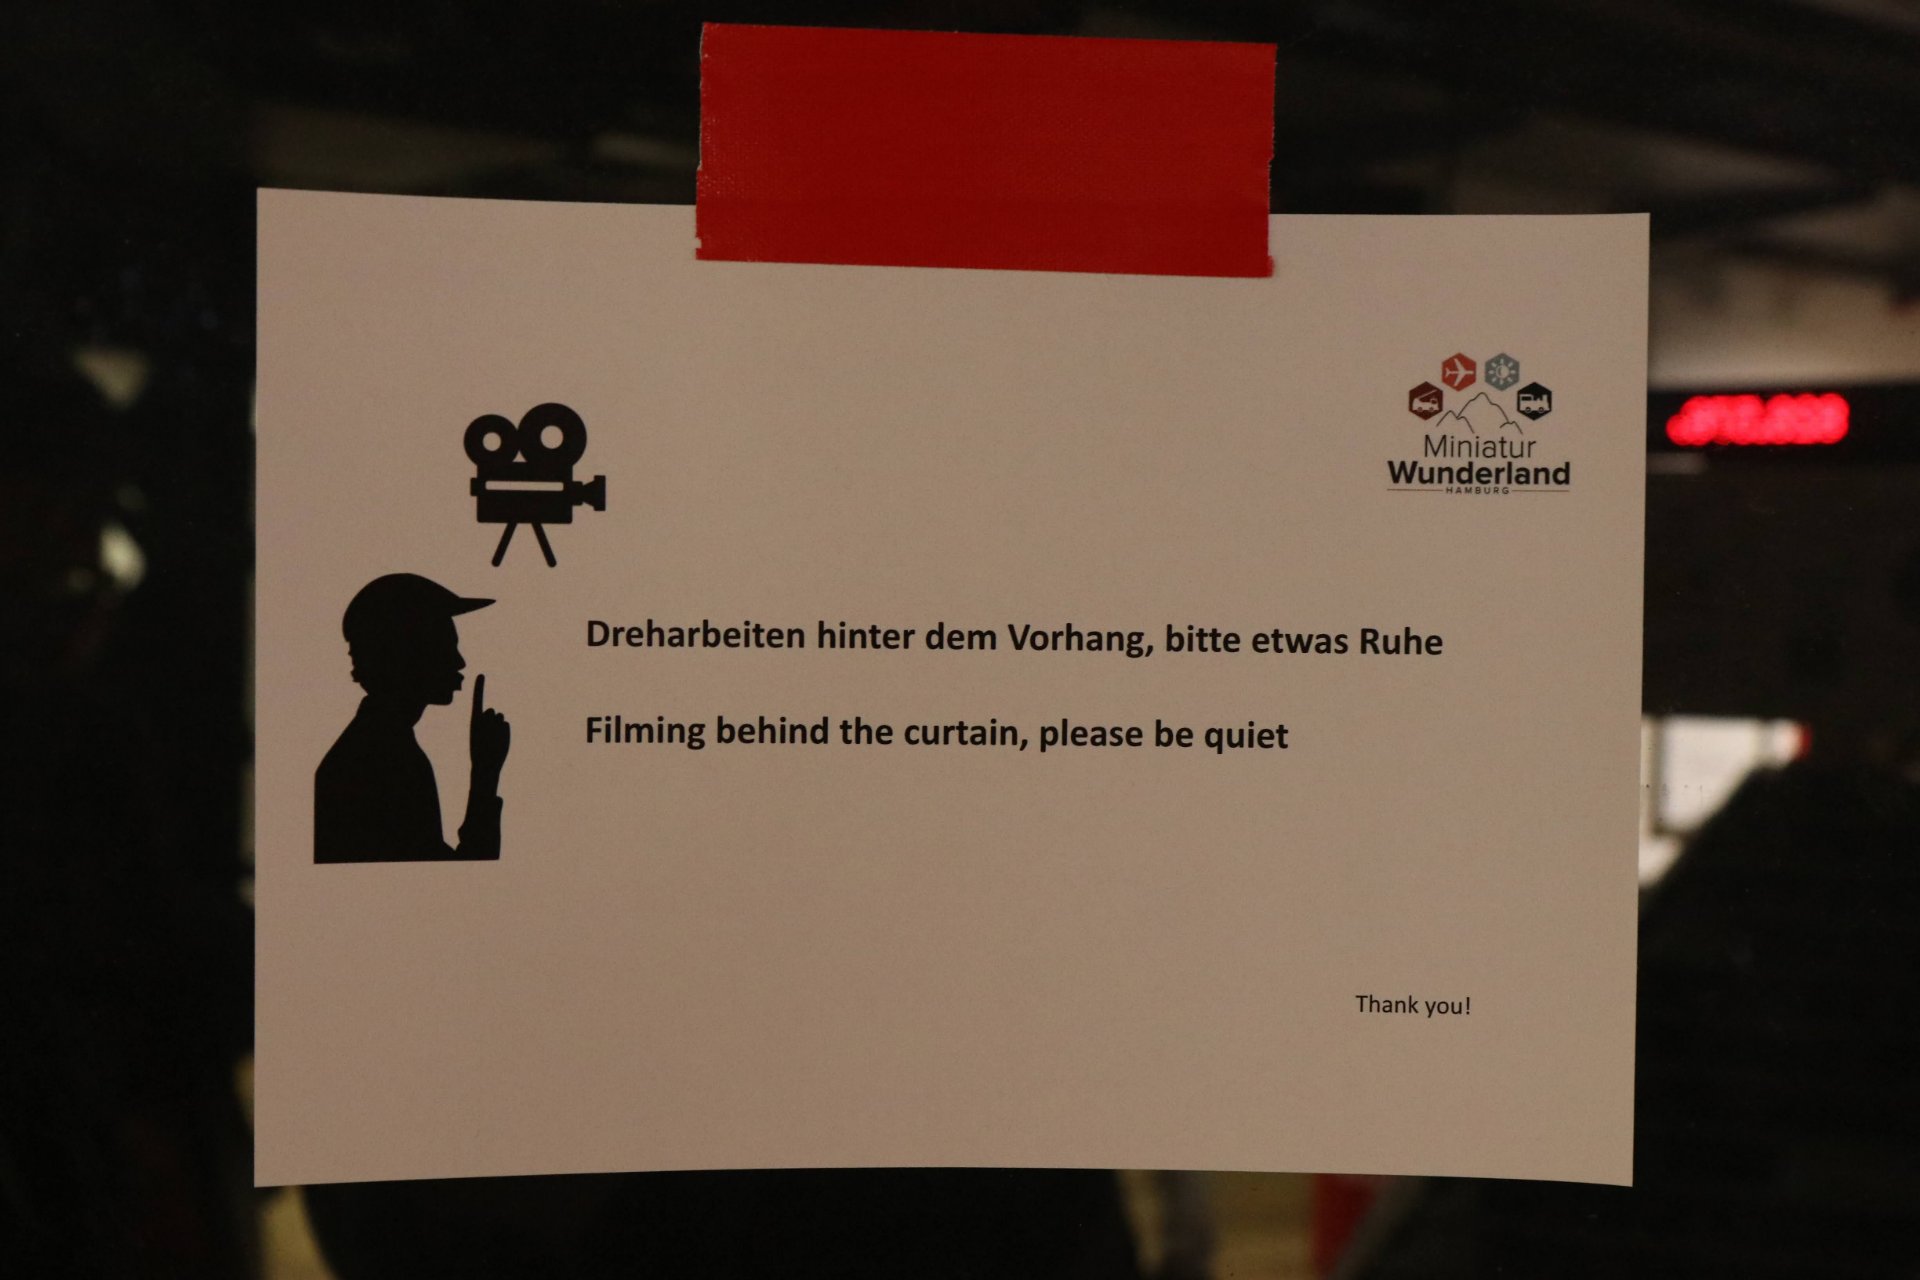 Miniatur
Wunderland
HAMBURG
Dreharbeiten hinter dem Vorhang, bitte etwas Ruhe
Filming behind the curtain, please be quiet
Thank you!